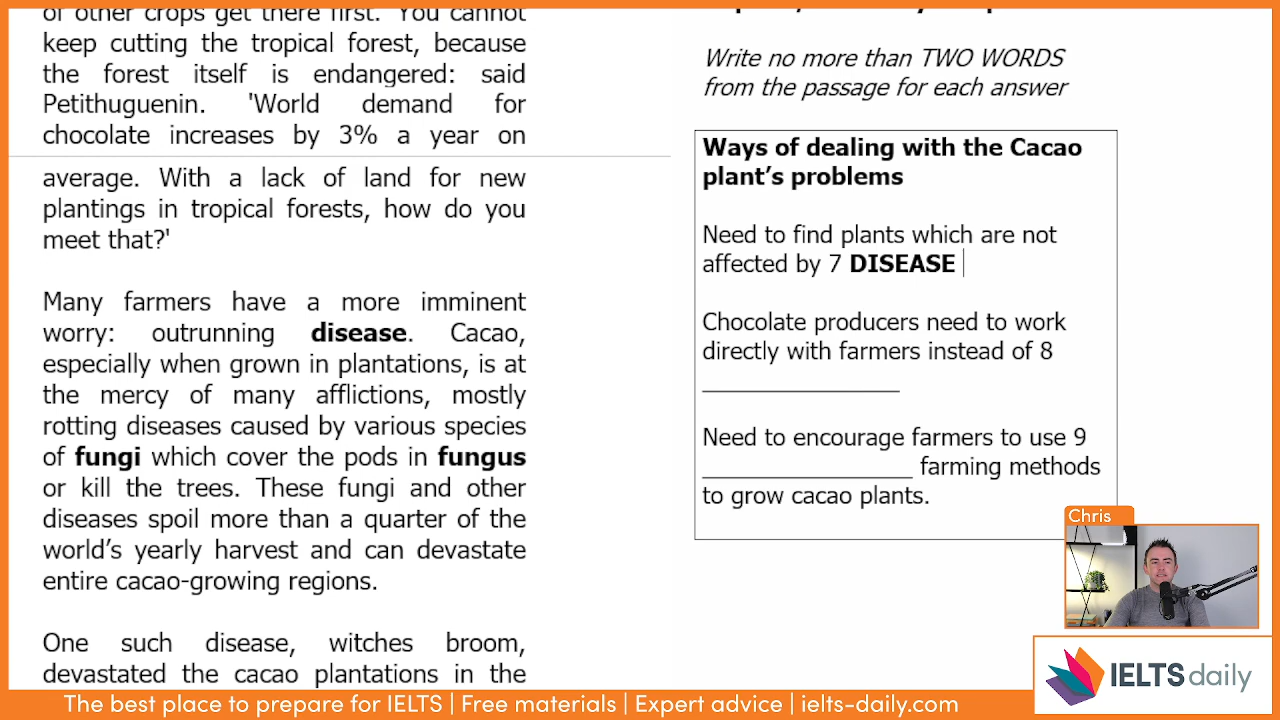 of other crops get there first. 'You cannot
keep cutting the tropical forest, because
the forest itself is endangered: said
Petithuguenin. 'World demand for
chocolate increases by 3% a year on
average. With a lack of land for new
plantings in tropical forests, how do you
meet that?'
Many farmers have a more imminent
worry: outrunning disease. Cacao,
especially when grown in plantations, is at
the mercy of many afflictions, mostly
rotting diseases caused by various species
of fungi which cover the pods in fungus
or kill the trees. These fungi and other
diseases spoil more than a quarter of the
world's yearly harvest and can devastate
entire cacao-growing regions.
One such disease, witches broom,
devastated the cacao plantations in the
Write no more than TWO WORDS
from the passage for each answer
Ways of dealing with the Cacao
plant's problems
Need to find plants which are not
affected by 7 DISEASE
Chocolate producers need to work
directly with farmers instead of 8
_________________
Need to encourage farmers to use 9
__________________ farming methods
to grow cacao plants.
Chris
IELTS daily
The best place to prepare for IELTS | Free materials | Expert advice | ielts-daily.com